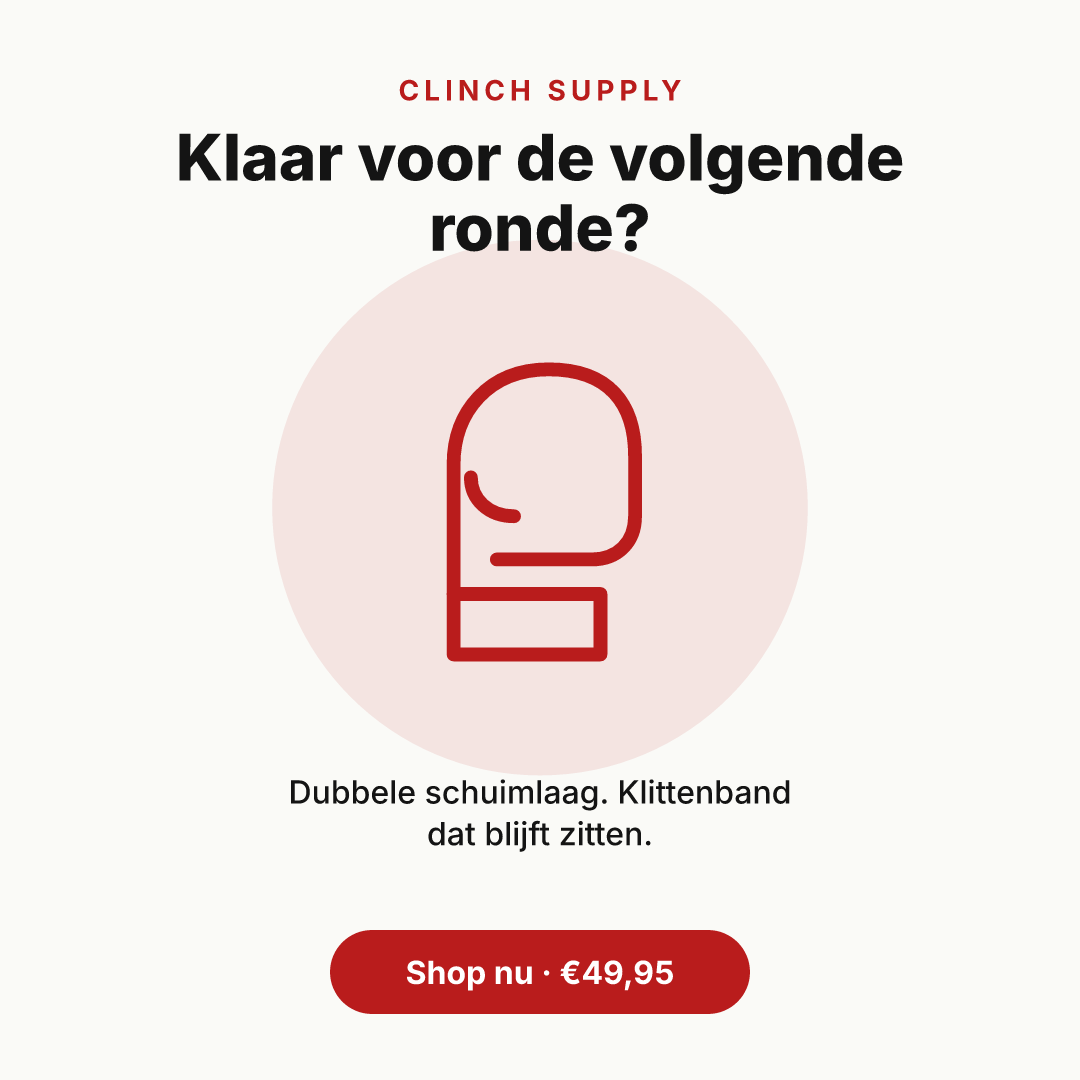 CLINCH SUPPLY
Klaar voor de volgende
ronde?
Dubbele schuimlaag. Klittenband
dat blijft zitten.
Shop nu · €49,95